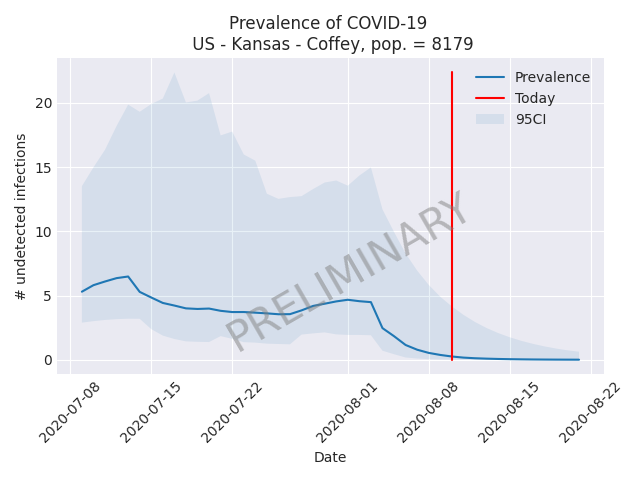 Prevalence of COVID-19
US - Kansas - Coffey, pop. = 8179
Prevalence
Today
95CI
# undetected infections
20
15
10
5
0
PRELIMINARY
2020-07-08
2020-07-15
2020-07-22
2020-08-01
2020-08-08
2020-08-15
2020-08-22
Date